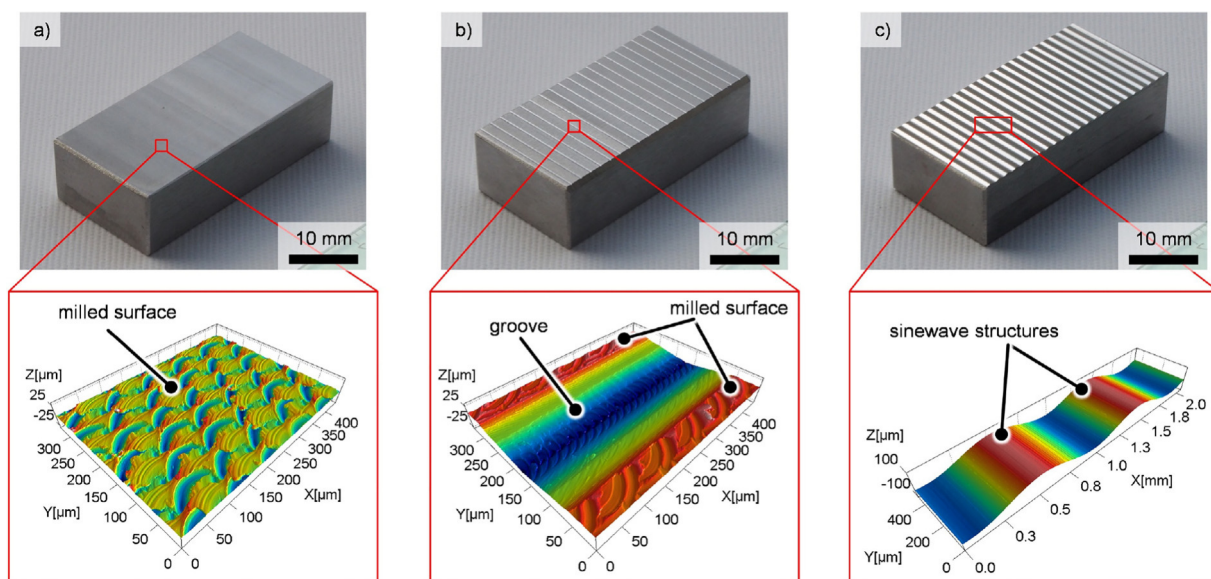 a)
b)
c)
10 mm
10 mm
10 mm
milled surface
Z[µm]
25
-25
300
250
200
150
Y[µm]
100
50
0
0
50
100
150
200
X[µm]
250
300
350
400
groove
milled surface
Z[µm]
25
-25
300
250
200
150
Y[µm]
100
50
0
0
50
100
150
200
X[µm]
250
300
350
400
sinewave structures
Z[µm]
100
-100
400
200
Y[µm]
0
0.0
0.3
0.5
0.8
1.0
X[mm]
1.3
1.5
1.8
2.0